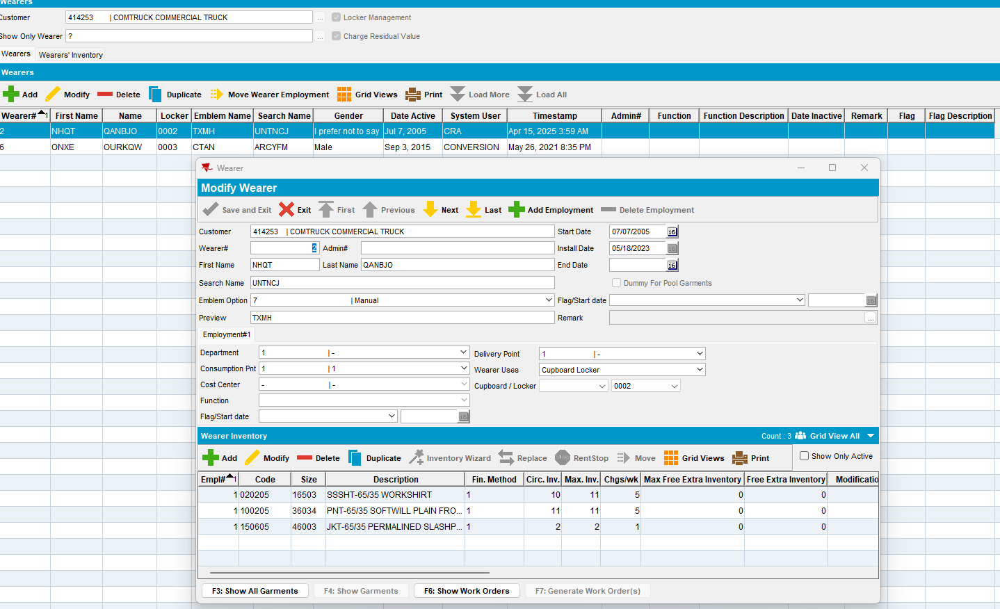 Wearers
Customer 414253 | COMTRUCK COMMERCIAL TRUCK ... Locker Management
Show Only Wearer ? ... Charge Residual Value
Wearers Wearers' Inventory
Wearers
Add Modify Delete Duplicate Move Wearer Employment Grid Views Print Load More Load All
Wearer# 1 First Name Name Locker Emblem Name Search Name Gender Date Active System User Timestamp Admin# Function Function Description Date Inactive Remark Flag Flag Description
2 NHQT QANBJO 0002 TXMH UNTNCJ I prefer not to say Jul 7, 2005 CRA Apr 15, 2025 3:59 AM
6 ONXE OURKQW 0003 CTAN ARCYFM Male Sep 3, 2015 CONVERSION May 26, 2021 8:35 PM
Wearer
Modify Wearer
Save and Exit Exit First Previous Next Last Add Employment Delete Employment
Customer 414253 | COMTRUCK COMMERCIAL TRUCK Start Date 07/07/2005 16
Wearer# 2 Admin# Install Date 05/18/2023 16
First Name NHQT Last Name QANBJO End Date 16
Search Name UNTNCJ Dummy For Pool Garments
Emblem Option 7 | Manual Flag/Start date 16
Preview TXMH Remark ...
Employment#1
Department 1 | - Delivery Point 1 | -
Consumption Pnt 1 | 1 Wearer Uses Cupboard Locker
Cost Center - | - Cupboard / Locker 0002
Function
Flag/Start date 16
Wearer Inventory Count : 3 Grid View All
Add Modify Delete Duplicate Inventory Wizard Replace RentStop Move Grid Views Print Show Only Active
Empl# 1 Code Size Description Fin. Method Circ. Inv. Max. Inv. Chgs/wk Max Free Extra Inventory Free Extra Inventory Modificatio
1 020205 16503 SSSHT-65/35 WORKSHIRT 1 10 11 5 0 0
1 100205 36034 PNT-65/35 SOFTWILL PLAIN FRO... 1 11 11 5 0 0
1 150605 46003 JKT-65/35 PERMALINED SLASHP... 1 2 2 1 0 0
F3: Show All Garments F4: Show Garments F6: Show Work Orders F7: Generate Work Order(s)